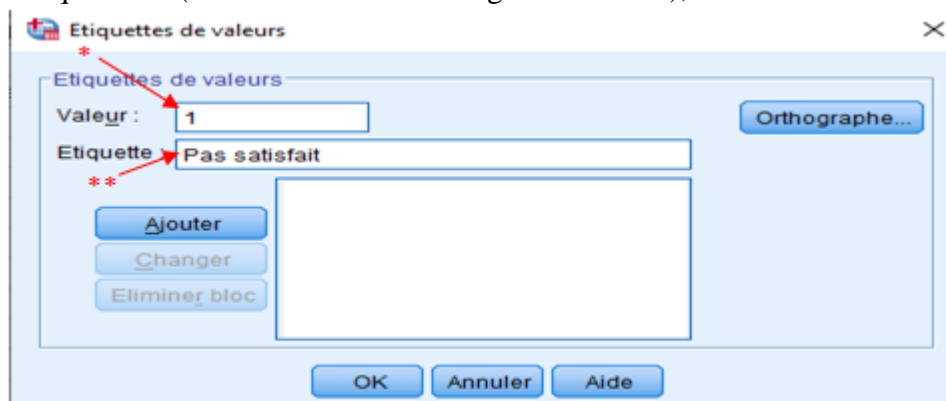 Etiquettes de valeurs
*
Etiquettes de valeurs
Valeur : 1
Orthographe...
Etiquette : Pas satisfait
**
Ajouter
Changer
Eliminer bloc
OK Annuler Aide